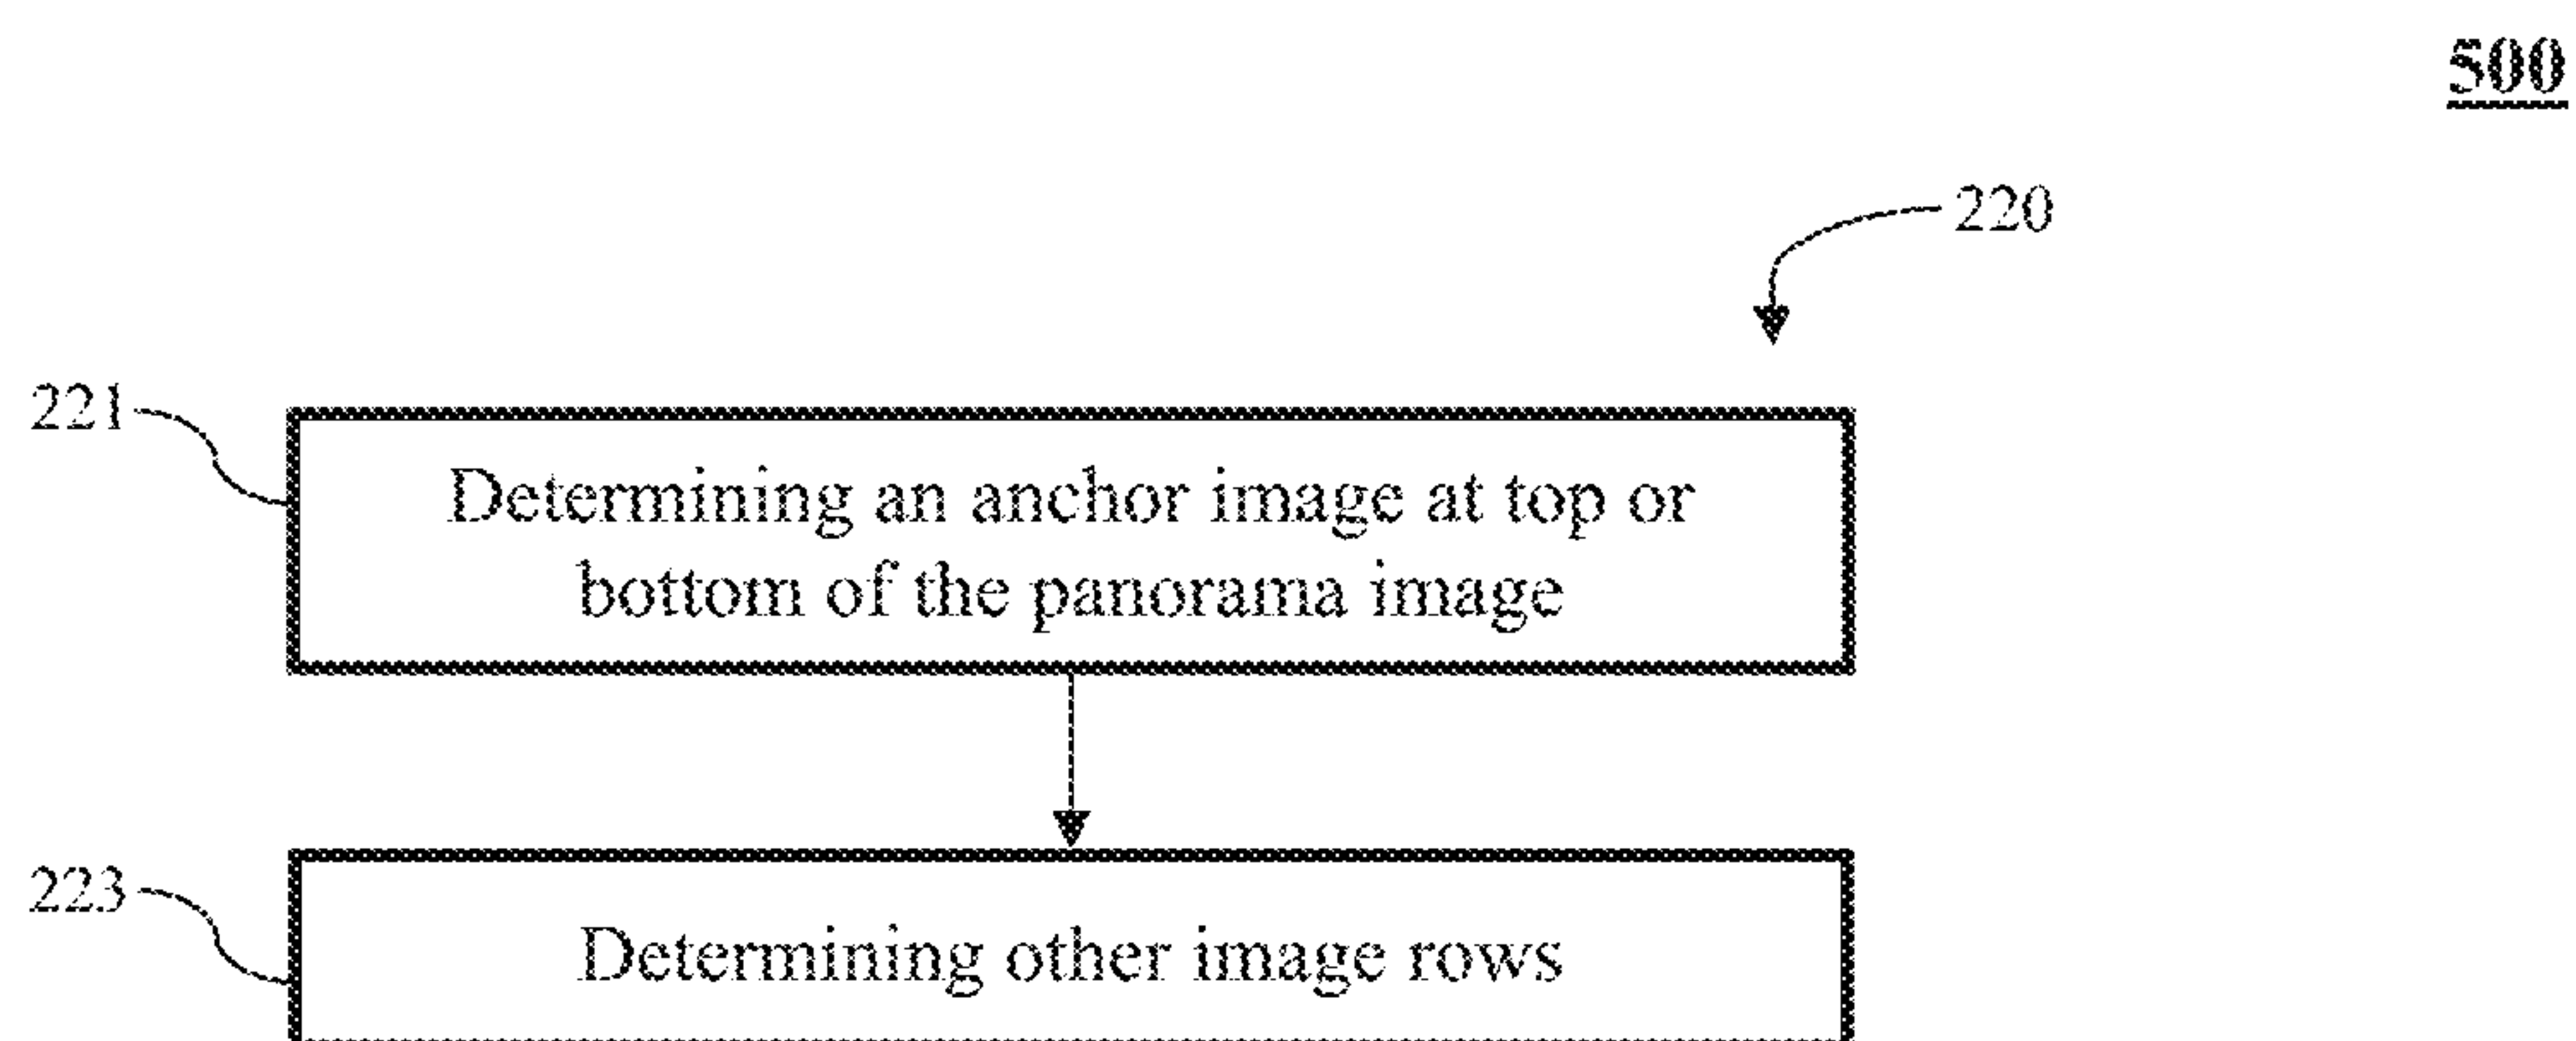 500
220
221
Determining an anchor image at top or
bottom of the panorama image
223
Determining other image rows